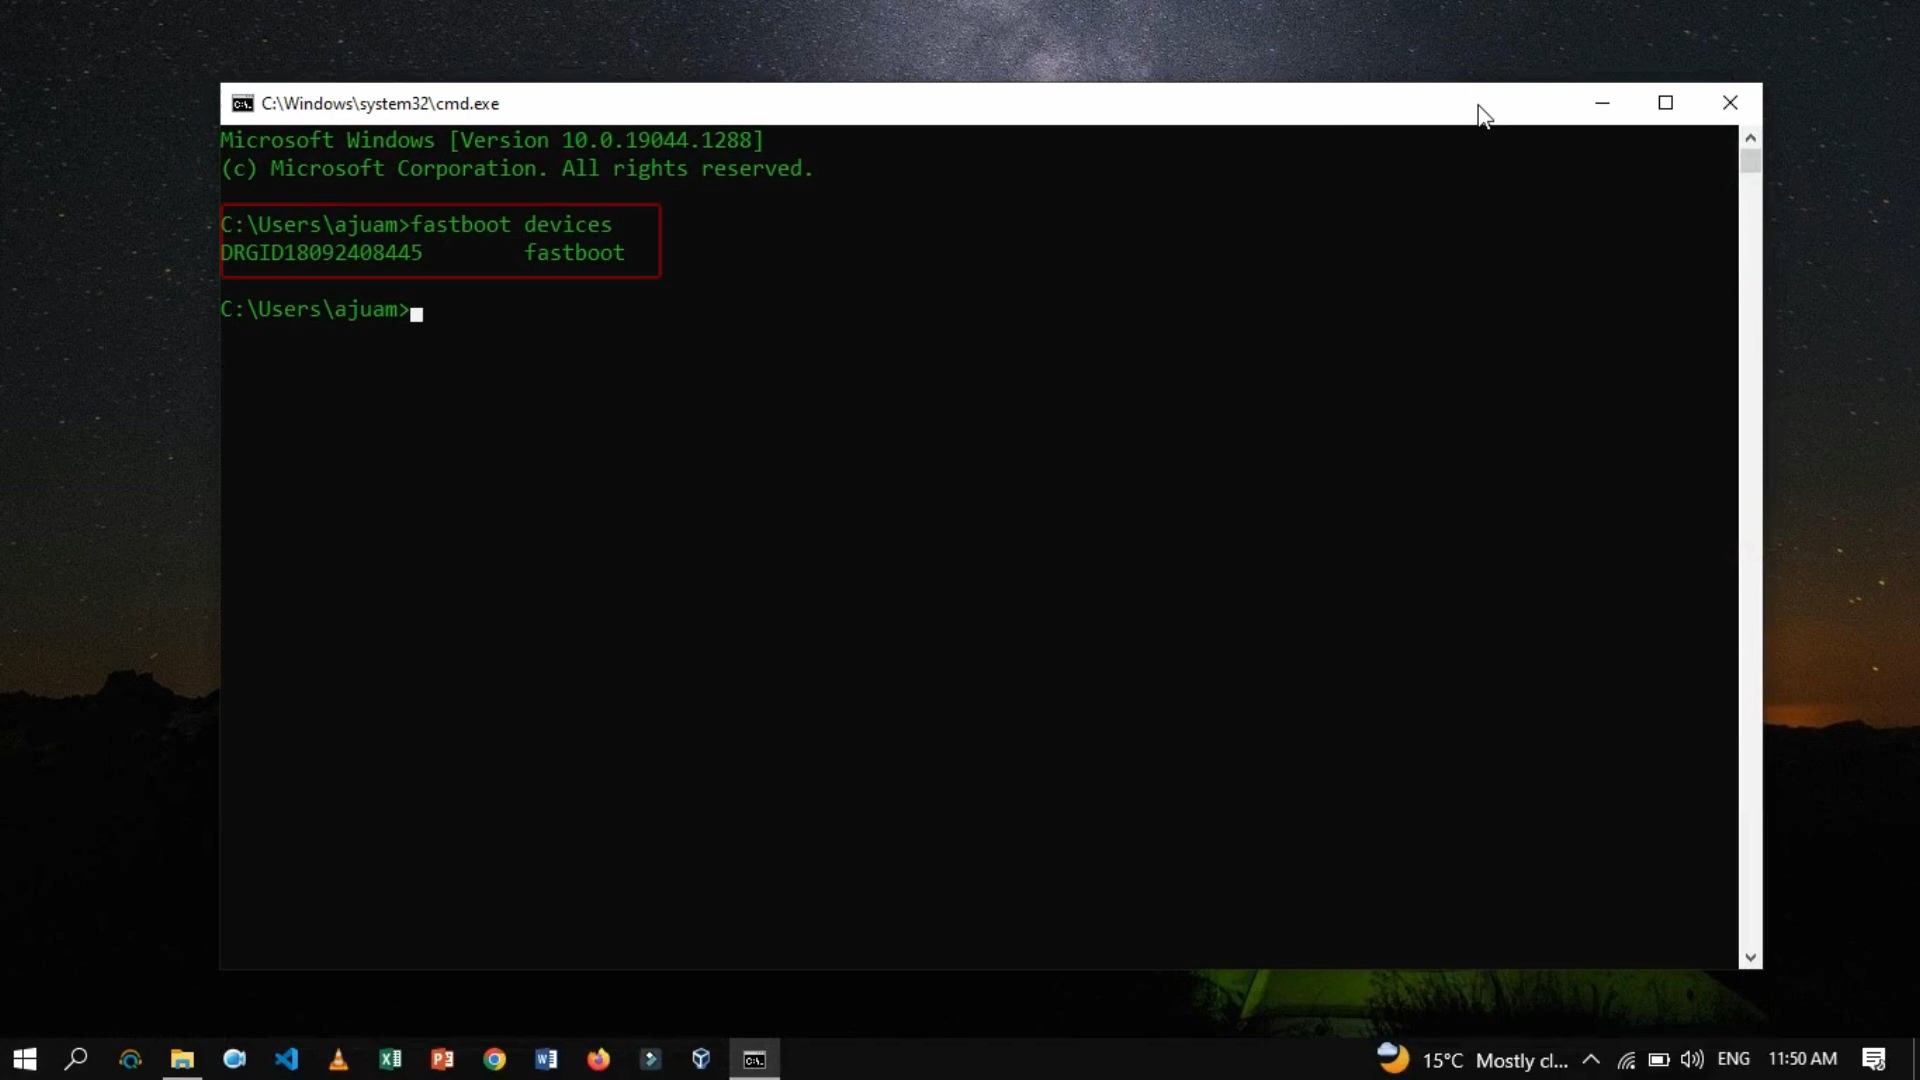 C:\Windows\system32\cmd.exe
Microsoft Windows [Version 10.0.19044.1288]
(c) Microsoft Corporation. All rights reserved.
C:\Users\ajuam>fastboot devices
DRGID18092408445 fastboot
C:\Users\ajuam>
15°C Mostly cl... ENG 11:50 AM